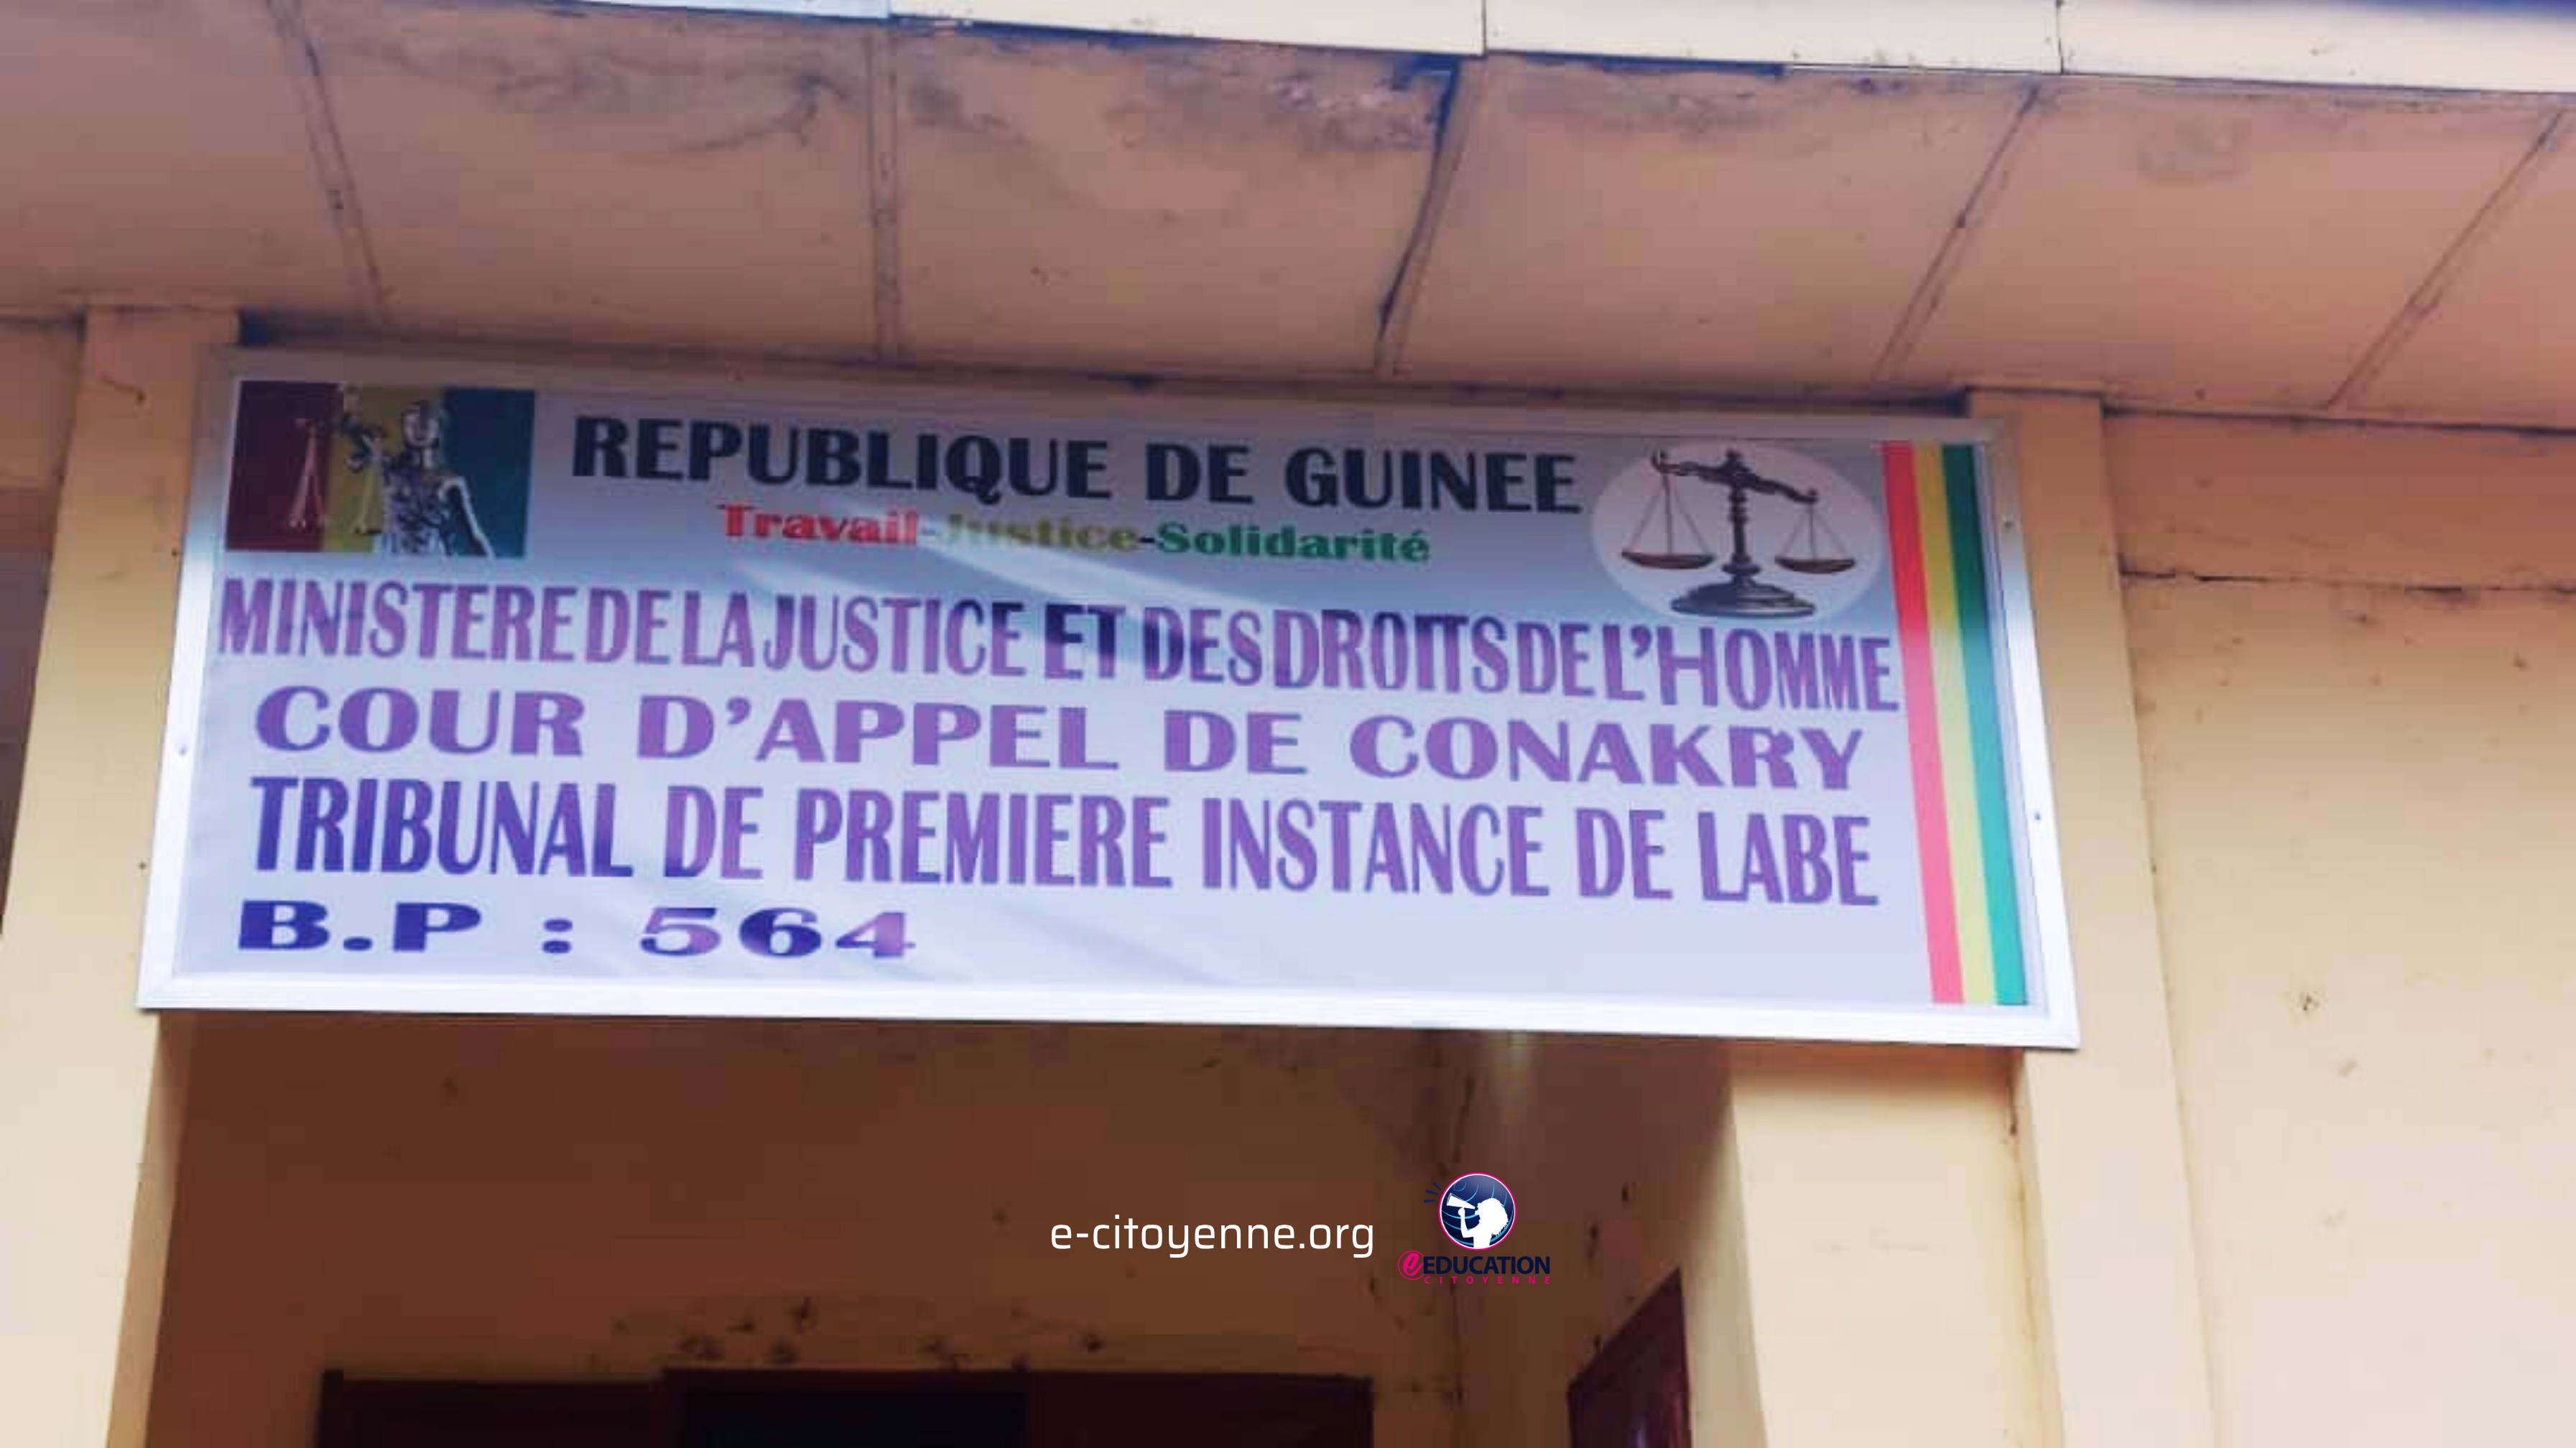 REPUBLIQUE DE GUINEE
Travail-Justice-Solidarité
MINISTERE DE LA JUSTICE ET DES DROITS DE L'HOMME
COUR D'APPEL DE CONAKRY
TRIBUNAL DE PREMIERE INSTANCE DE LABE
B.P : 564
e-citoyenne.org
@EDUCATION
CITOYENNE